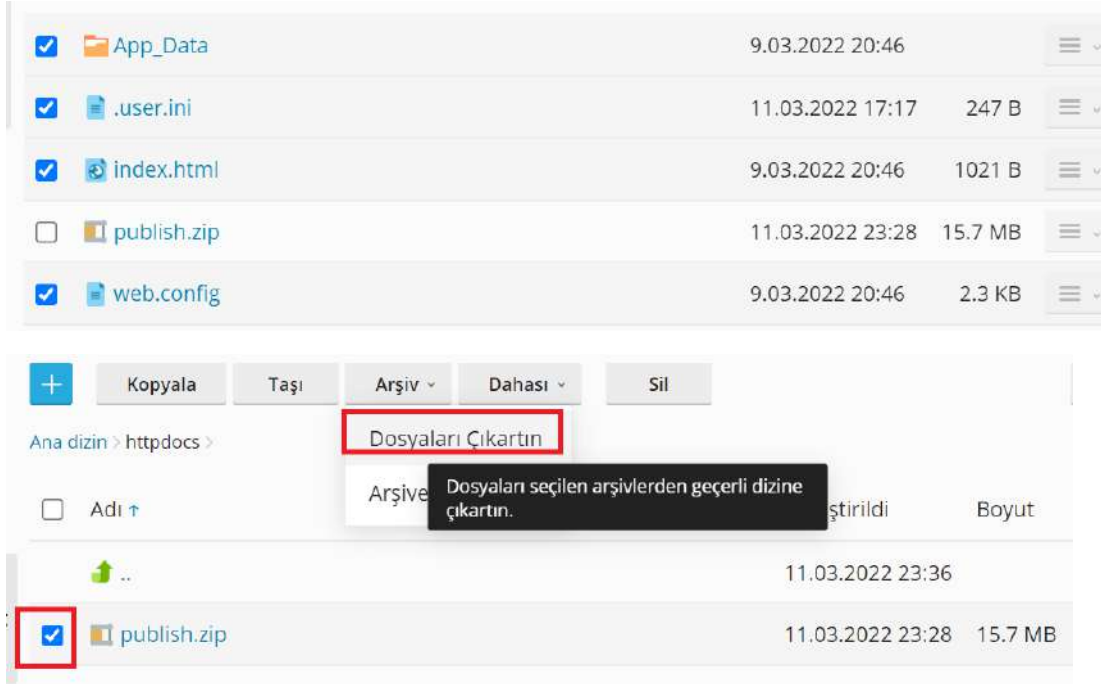 App_Data 9.03.2022 20:46
.user.ini 11.03.2022 17:17 247 B
index.html 9.03.2022 20:46 1021 B
publish.zip 11.03.2022 23:28 15.7 MB
web.config 9.03.2022 20:46 2.3 KB
+ Kopyala Taşı Arşiv Dahası Sil
Ana dizin > httpdocs >
Dosyaları Çıkartın
Arşive
Dosyaları seçilen arşivlerden geçerli dizine
çıkartın.
Adı ↑ ştirildi Boyut
.. 11.03.2022 23:36
publish.zip 11.03.2022 23:28 15.7 MB